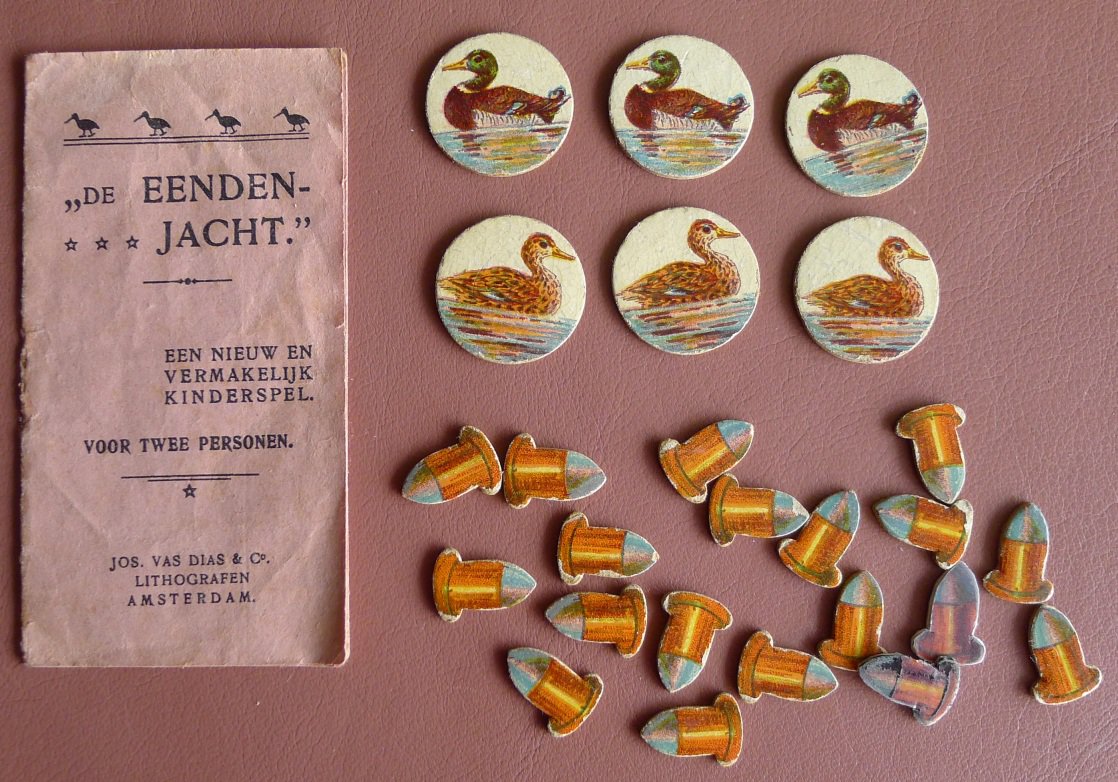 „DE EENDEN-
JACHT.”
EEN NIEUW EN
VERMAKELIJK
KINDERSPEL.
VOOR TWEE PERSONEN.
JOS. VAS DIAS & Cº.
LITHOGRAFEN
AMSTERDAM.